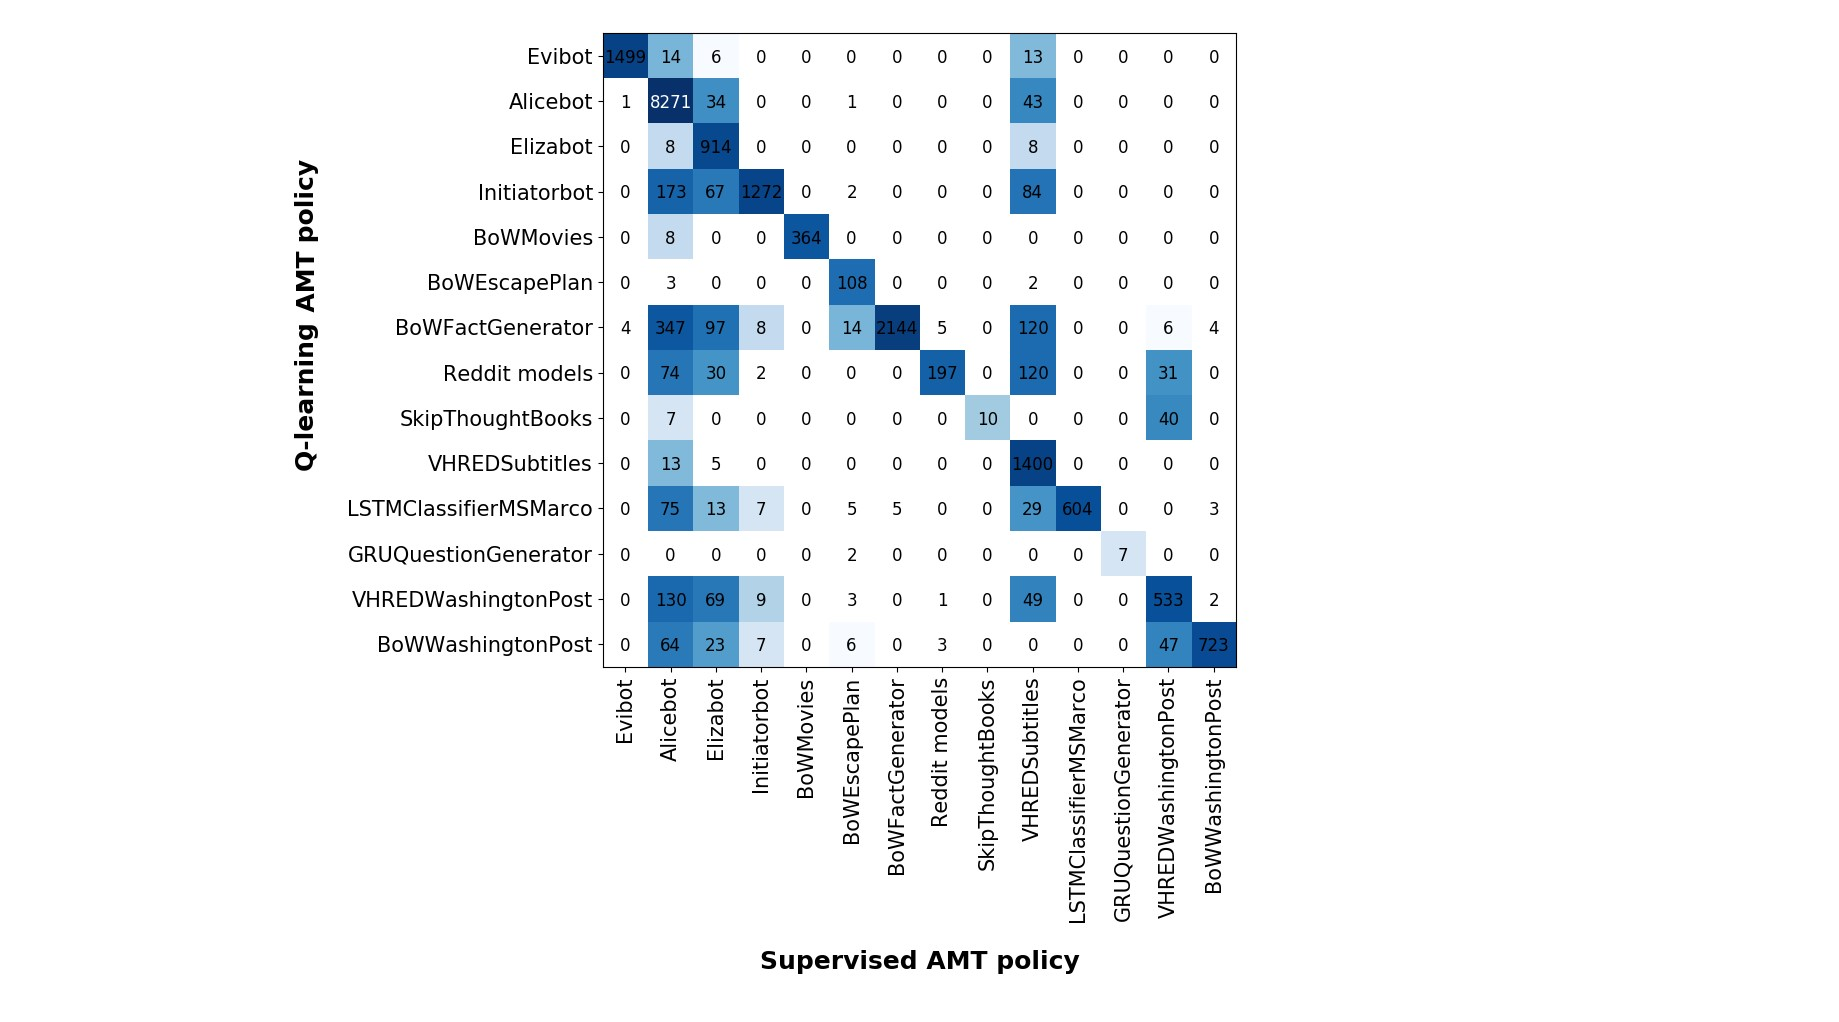 Evibot 1499 14 6 0 0 0 0 0 0 13 0 0 0 0
Alicebot 1 8271 34 0 0 1 0 0 0 43 0 0 0 0
Elizabot 0 8 914 0 0 0 0 0 0 8 0 0 0 0
Initiatorbot 0 173 67 1272 0 2 0 0 0 84 0 0 0 0
BoWMovies 0 8 0 0 364 0 0 0 0 0 0 0 0 0
BoWEscapePlan 0 3 0 0 0 108 0 0 0 2 0 0 0 0
BoWFactGenerator 4 347 97 8 0 14 2144 5 0 120 0 0 6 4
Reddit models 0 74 30 2 0 0 0 197 0 120 0 0 31 0
SkipThoughtBooks 0 7 0 0 0 0 0 0 10 0 0 0 40 0
VHREDSubtitles 0 13 5 0 0 0 0 0 0 1400 0 0 0 0
LSTMClassifierMSMarco 0 75 13 7 0 5 5 0 0 29 604 0 0 3
GRUQuestionGenerator 0 0 0 0 0 2 0 0 0 0 0 7 0 0
VHREDWashingtonPost 0 130 69 9 0 3 0 1 0 49 0 0 533 2
BoWWashingtonPost 0 64 23 7 0 6 0 3 0 0 0 0 47 723
Q-learning AMT policy
Evibot
Alicebot
Elizabot
Initiatorbot
BoWMovies
BoWEscapePlan
BoWFactGenerator
Reddit models
SkipThoughtBooks
VHREDSubtitles
LSTMClassifierMSMarco
GRUQuestionGenerator
VHREDWashingtonPost
BoWWashingtonPost
Supervised AMT policy